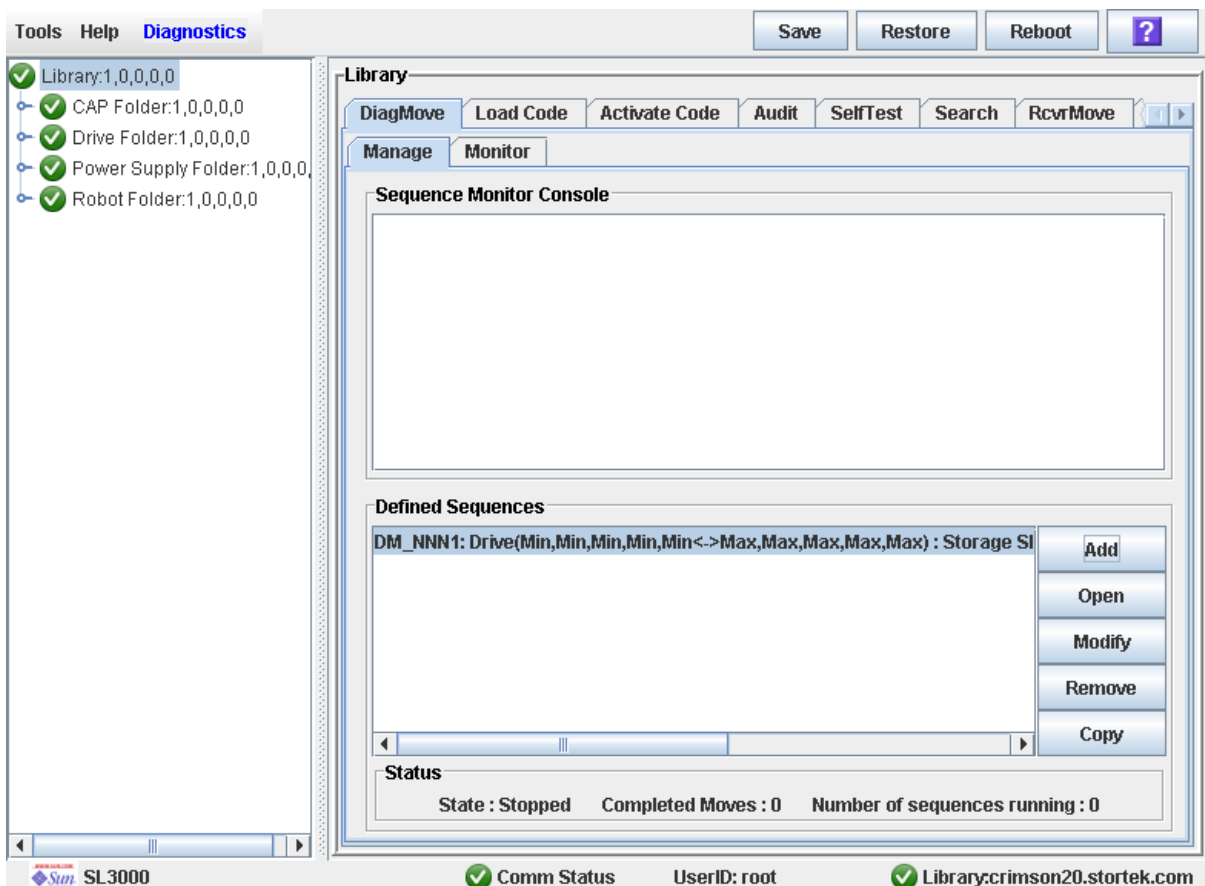 Tools Help Diagnostics
Save Restore Reboot ?
Library:1,0,0,0,0
CAP Folder:1,0,0,0,0
Drive Folder:1,0,0,0,0
Power Supply Folder:1,0,0,0,
Robot Folder:1,0,0,0,0
Library
DiagMove Load Code Activate Code Audit SelfTest Search RcvrMove
Manage Monitor
Sequence Monitor Console
Defined Sequences
DM_NNN1: Drive(Min,Min,Min,Min,Min<->Max,Max,Max,Max,Max) : Storage Sl
Add
Open
Modify
Remove
Copy
Status
State : Stopped Completed Moves : 0 Number of sequences running : 0
Sun SL3000 Comm Status UserID: root Library:crimson20.stortek.com